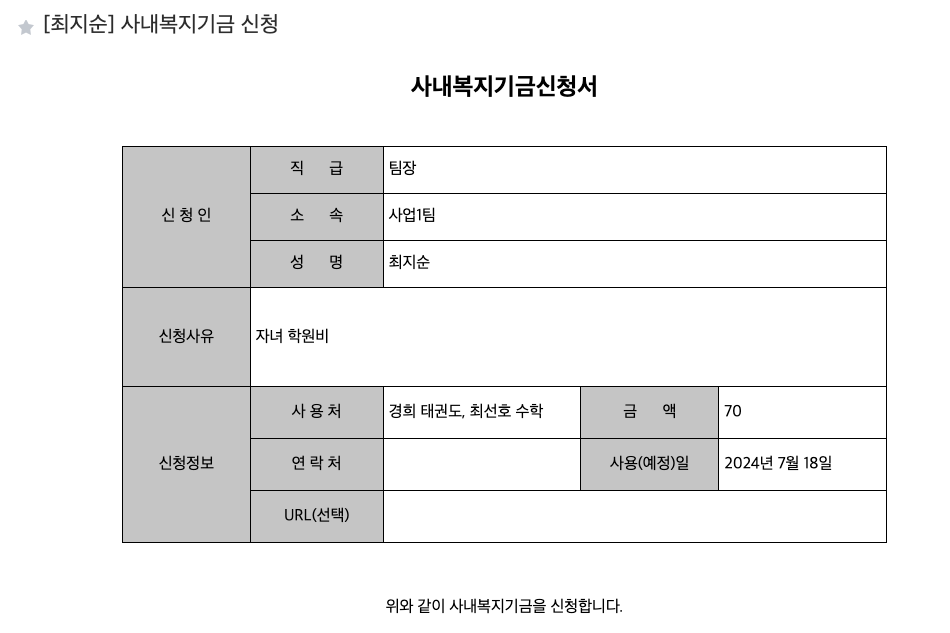 [최지순] 사내복지기금 신청
사내복지기금신청서
신 청 인
직 급 팀장
소 속 사업1팀
성 명 최지순
신청사유 자녀 학원비
신청정보
사 용 처 경희 태권도, 최선호 수학 금 액 70
연 락 처 사용(예정)일 2024년 7월 18일
URL(선택)
위와 같이 사내복지기금을 신청합니다.